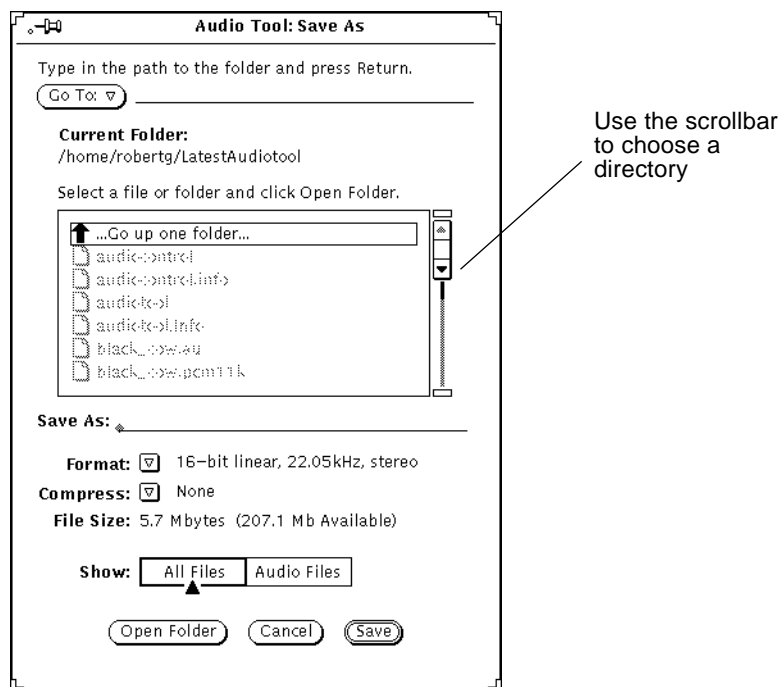 Audio Tool: Save As
Type in the path to the folder and press Return.
Go To:
Current Folder:
/home/robertg/LatestAudiotool
Select a file or folder and click Open Folder.
...Go up one folder...
audio-control
audio-control.info
audio-tool
audio-tool.info
black_cow.au
black_cow.pcm11k
Save As:
Format: 16-bit linear, 22.05kHz, stereo
Compress: None
File Size: 5.7 Mbytes (207.1 Mb Available)
Show: All Files Audio Files
Open Folder Cancel Save
Use the scrollbar
to choose a
directory